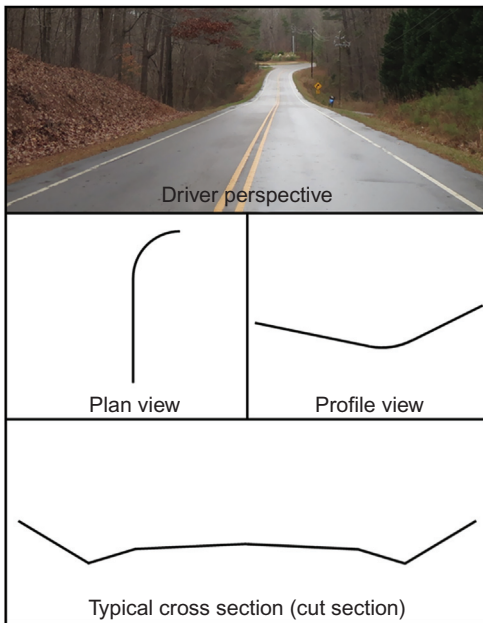 Driver perspective
Plan view
Profile view
Typical cross section (cut section)